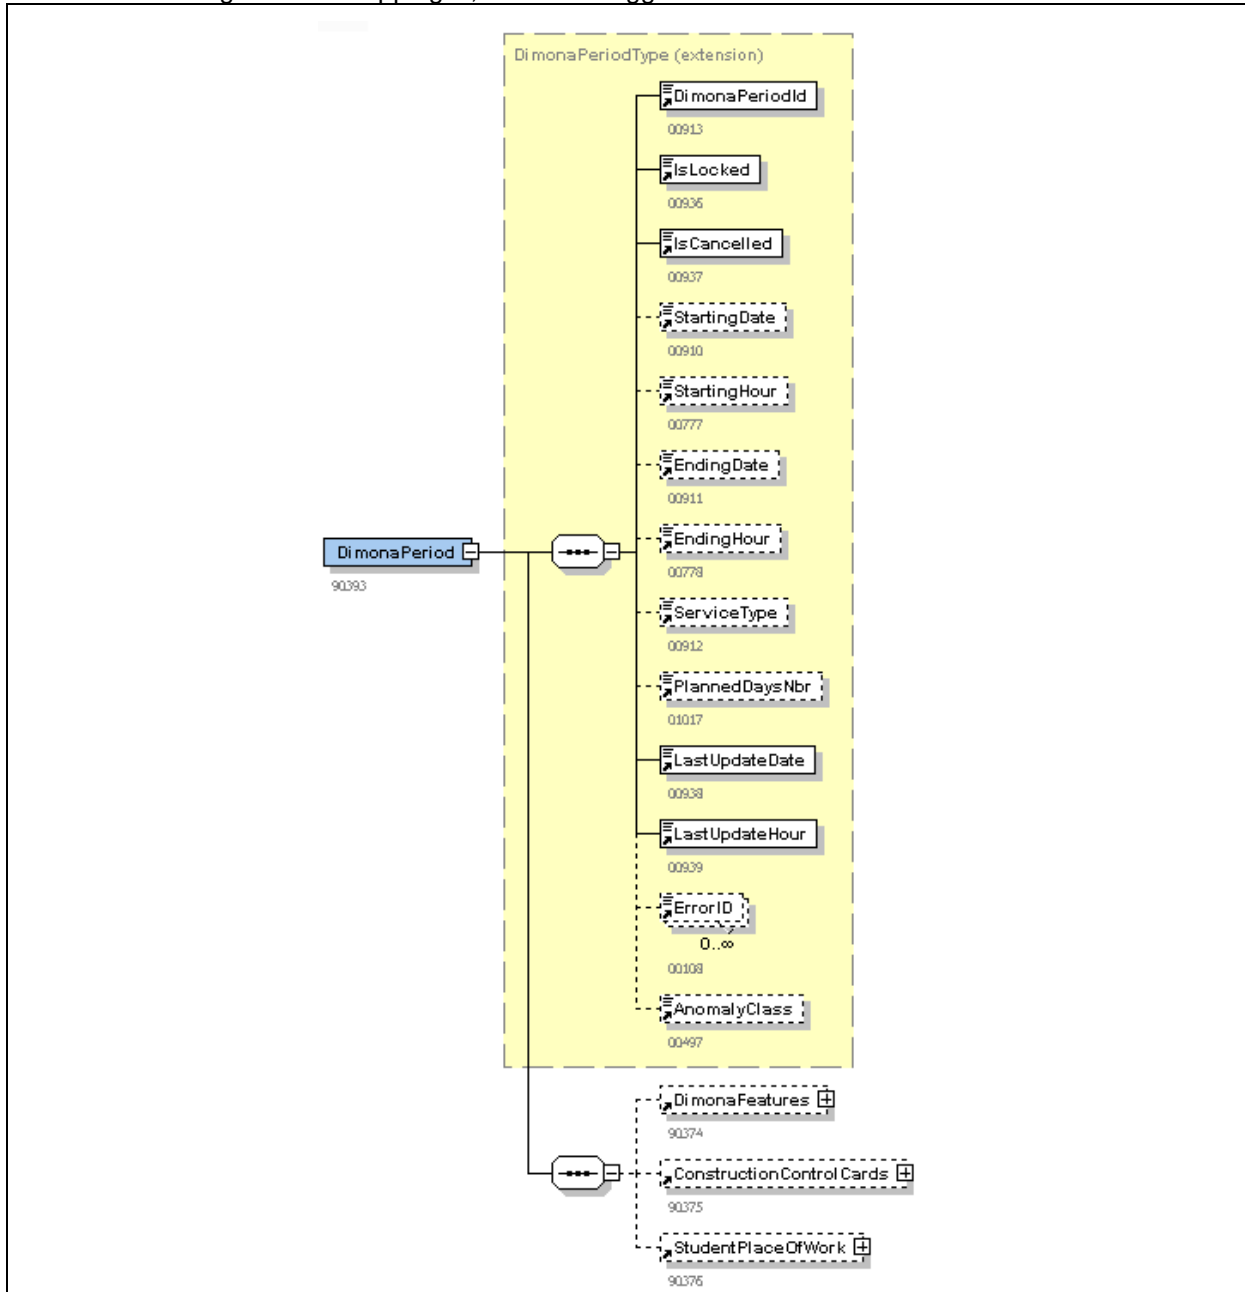 DimonaPeriodType (extension)
DimonaPeriodId
00913
IsLocked
00936
IsCancelled
00937
StartingDate
00910
StartingHour
00777
EndingDate
00911
EndingHour
00778
DimonaPeriod
90393
ServiceType
00912
PlannedDaysNbr
01017
LastUpdateDate
00938
LastUpdateHour
00939
ErrorID
0..∞
00108
AnomalyClass
00497
DimonaFeatures
90374
ConstructionControlCards
90375
StudentPlaceOfWork
90376